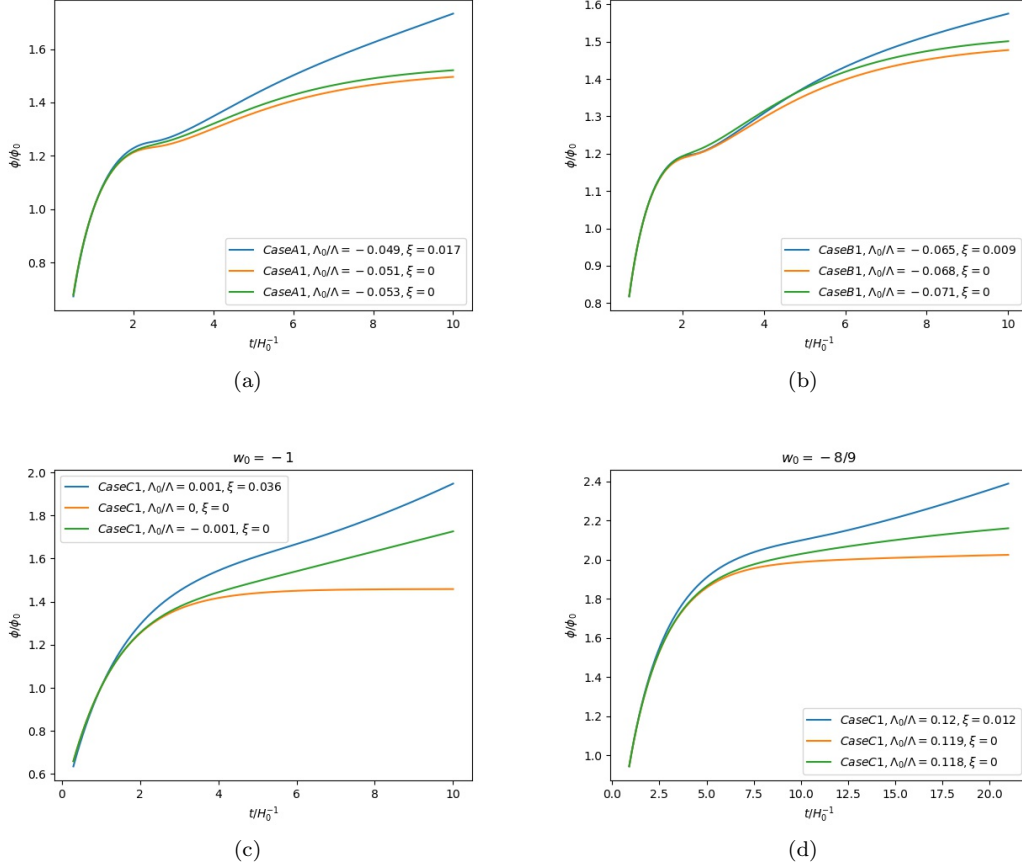 1.6
1.4
1.2
1.0
0.8
ϕ/ϕ₀
CaseA1, Λ₀/Λ = −0.049, ξ = 0.017
CaseA1, Λ₀/Λ = −0.051, ξ = 0
CaseA1, Λ₀/Λ = −0.053, ξ = 0
2 4 6 8 10
t/H₀⁻¹
(a)
1.6
1.5
1.4
1.3
1.2
1.1
1.0
0.9
0.8
ϕ/ϕ₀
CaseB1, Λ₀/Λ = −0.065, ξ = 0.009
CaseB1, Λ₀/Λ = −0.068, ξ = 0
CaseB1, Λ₀/Λ = −0.071, ξ = 0
2 4 6 8 10
t/H₀⁻¹
(b)
w₀ = −1
2.0
1.8
1.6
1.4
1.2
1.0
0.8
0.6
ϕ/ϕ₀
CaseC1, Λ₀/Λ = 0.001, ξ = 0.036
CaseC1, Λ₀/Λ = 0, ξ = 0
CaseC1, Λ₀/Λ = −0.001, ξ = 0
0 2 4 6 8 10
t/H₀⁻¹
(c)
w₀ = −8/9
2.4
2.2
2.0
1.8
1.6
1.4
1.2
1.0
ϕ/ϕ₀
CaseC1, Λ₀/Λ = 0.12, ξ = 0.012
CaseC1, Λ₀/Λ = 0.119, ξ = 0
CaseC1, Λ₀/Λ = 0.118, ξ = 0
0.0 2.5 5.0 7.5 10.0 12.5 15.0 17.5 20.0
t/H₀⁻¹
(d)